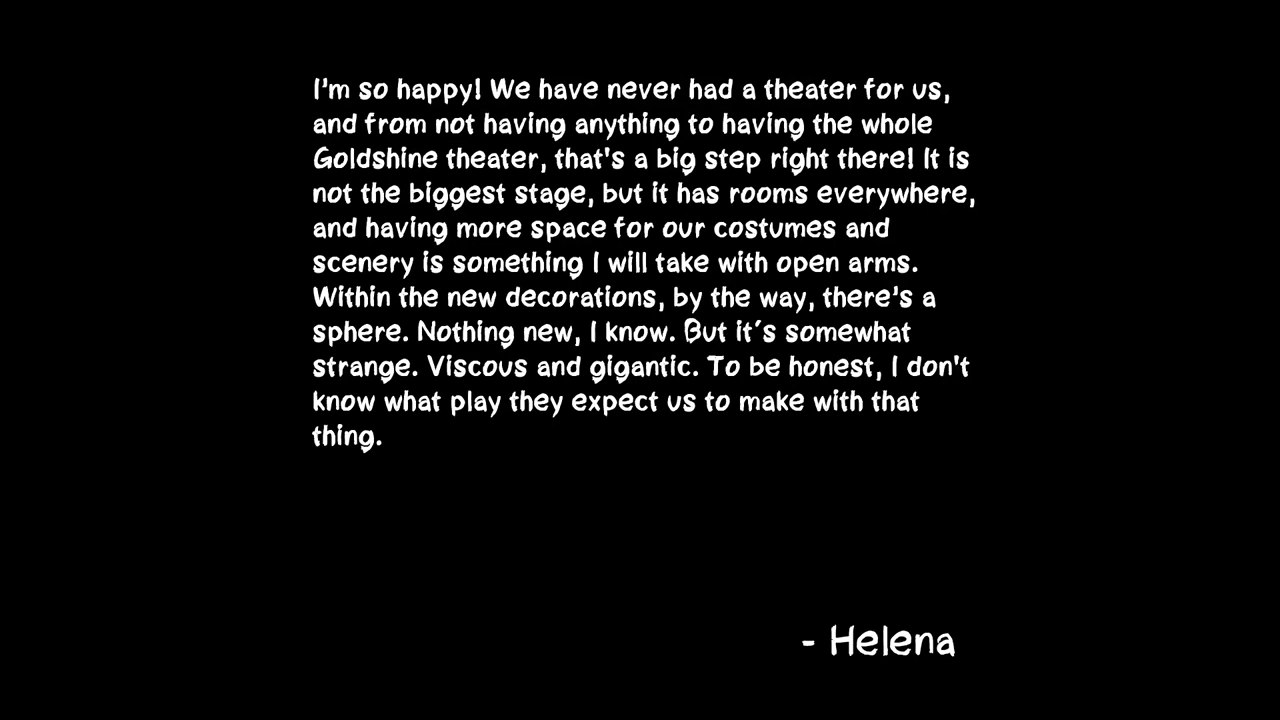 I'm so happy! We have never had a theater for us,
and from not having anything to having the whole
Goldshine theater, that's a big step right there! It is
not the biggest stage, but it has rooms everywhere,
and having more space for our costumes and
scenery is something I will take with open arms.
Within the new decorations, by the way, there's a
sphere. Nothing new, I know. But it´s somewhat
strange. Viscous and gigantic. To be honest, I don't
know what play they expect us to make with that
thing.
- Helena